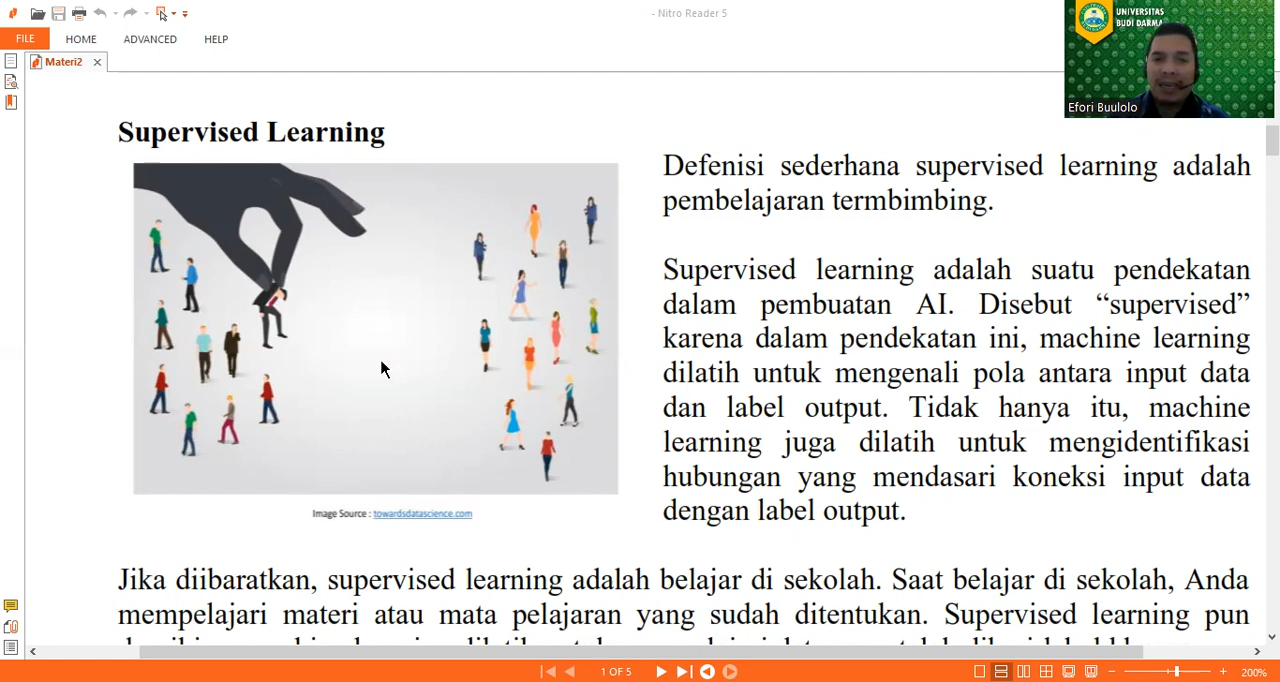 - Nitro Reader 5
FILE
HOME
ADVANCED
HELP
Materi2
UNIVERSITAS
BUDI DARMA
Efori Buulolo
Supervised Learning
Defenisi sederhana supervised learning adalah
pembelajaran termbimbing.
Supervised learning adalah suatu pendekatan
dalam pembuatan AI. Disebut “supervised”
karena dalam pendekatan ini, machine learning
dilatih untuk mengenali pola antara input data
dan label output. Tidak hanya itu, machine
learning juga dilatih untuk mengidentifikasi
hubungan yang mendasari koneksi input data
dengan label output.
Image Source : towardsdatascience.com
Jika diibaratkan, supervised learning adalah belajar di sekolah. Saat belajar di sekolah, Anda
mempelajari materi atau mata pelajaran yang sudah ditentukan. Supervised learning pun
1 OF 5
200%